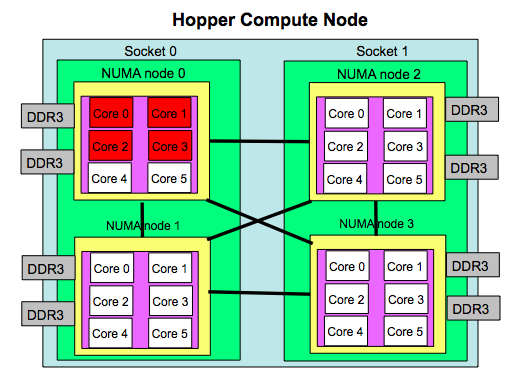 Hopper Compute Node
Socket 0
Socket 1
NUMA node 0
DDR3
DDR3
Core 0 Core 1
Core 2 Core 3
Core 4 Core 5
NUMA node 2
Core 0 Core 1
Core 2 Core 3
Core 4 Core 5
DDR3
DDR3
NUMA node 1
DDR3
DDR3
Core 0 Core 1
Core 2 Core 3
Core 4 Core 5
NUMA node 3
Core 0 Core 1
Core 2 Core 3
Core 4 Core 5
DDR3
DDR3